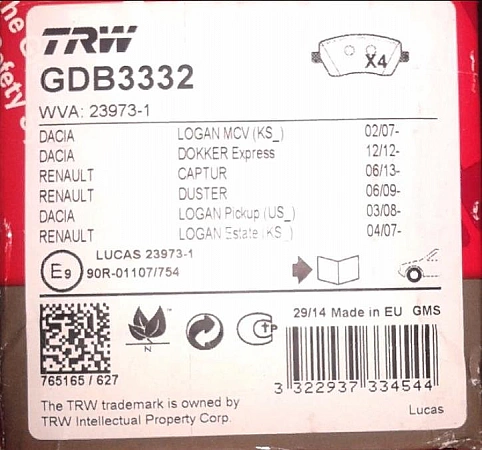 the
Safety of
TRW
GDB3332
X4
WVA: 23973-1
DACIA LOGAN MCV (KS_) 02/07-
DACIA DOKKER Express 12/12-
RENAULT CAPTUR 06/13-
RENAULT DUSTER 06/09-
DACIA LOGAN Pickup (US_) 03/08-
RENAULT LOGAN Estate (KS_) 04/07-
E9
LUCAS 23973-1
90R-01107/754
N
29/14 Made in EU GMS
765165 / 627
3 322937 334544
The TRW trademark is owned by
TRW Intellectual Property Corp.
Lucas